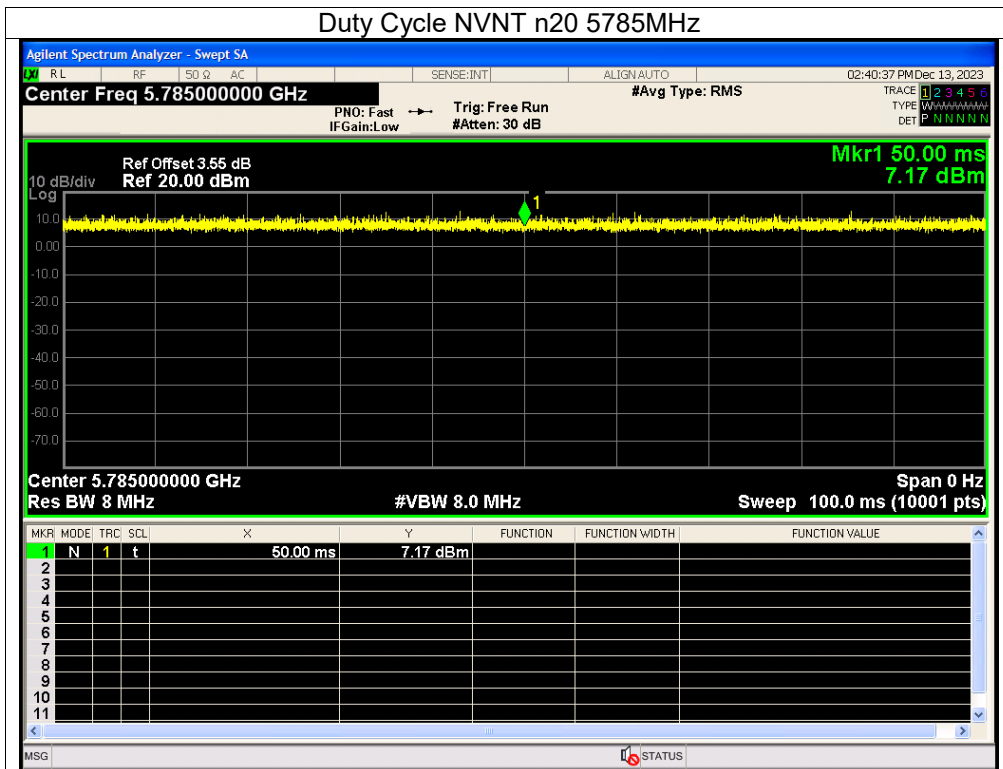 Duty Cycle NVNT n20 5785MHz
Agilent Spectrum Analyzer - Swept SA
LXI RL RF 50 Ω AC SENSE:INT ALIGN AUTO 02:40:37 PM Dec 13, 2023
Center Freq 5.785000000 GHz #Avg Type: RMS TRACE 1 2 3 4 5 6
PNO: Fast Trig: Free Run TYPE WWWWWW
IFGain:Low #Atten: 30 dB DET P N N N N N
Mkr1 50.00 ms
7.17 dBm
Ref Offset 3.55 dB
10 dB/div Ref 20.00 dBm
Log
1
10.0
0.00
-10.0
-20.0
-30.0
-40.0
-50.0
-60.0
-70.0
Center 5.785000000 GHz Span 0 Hz
Res BW 8 MHz #VBW 8.0 MHz Sweep 100.0 ms (10001 pts)
MKR MODE TRC SCL X Y FUNCTION FUNCTION WIDTH FUNCTION VALUE
1 N 1 t 50.00 ms 7.17 dBm
2
3
4
5
6
7
8
9
10
11
MSG STATUS